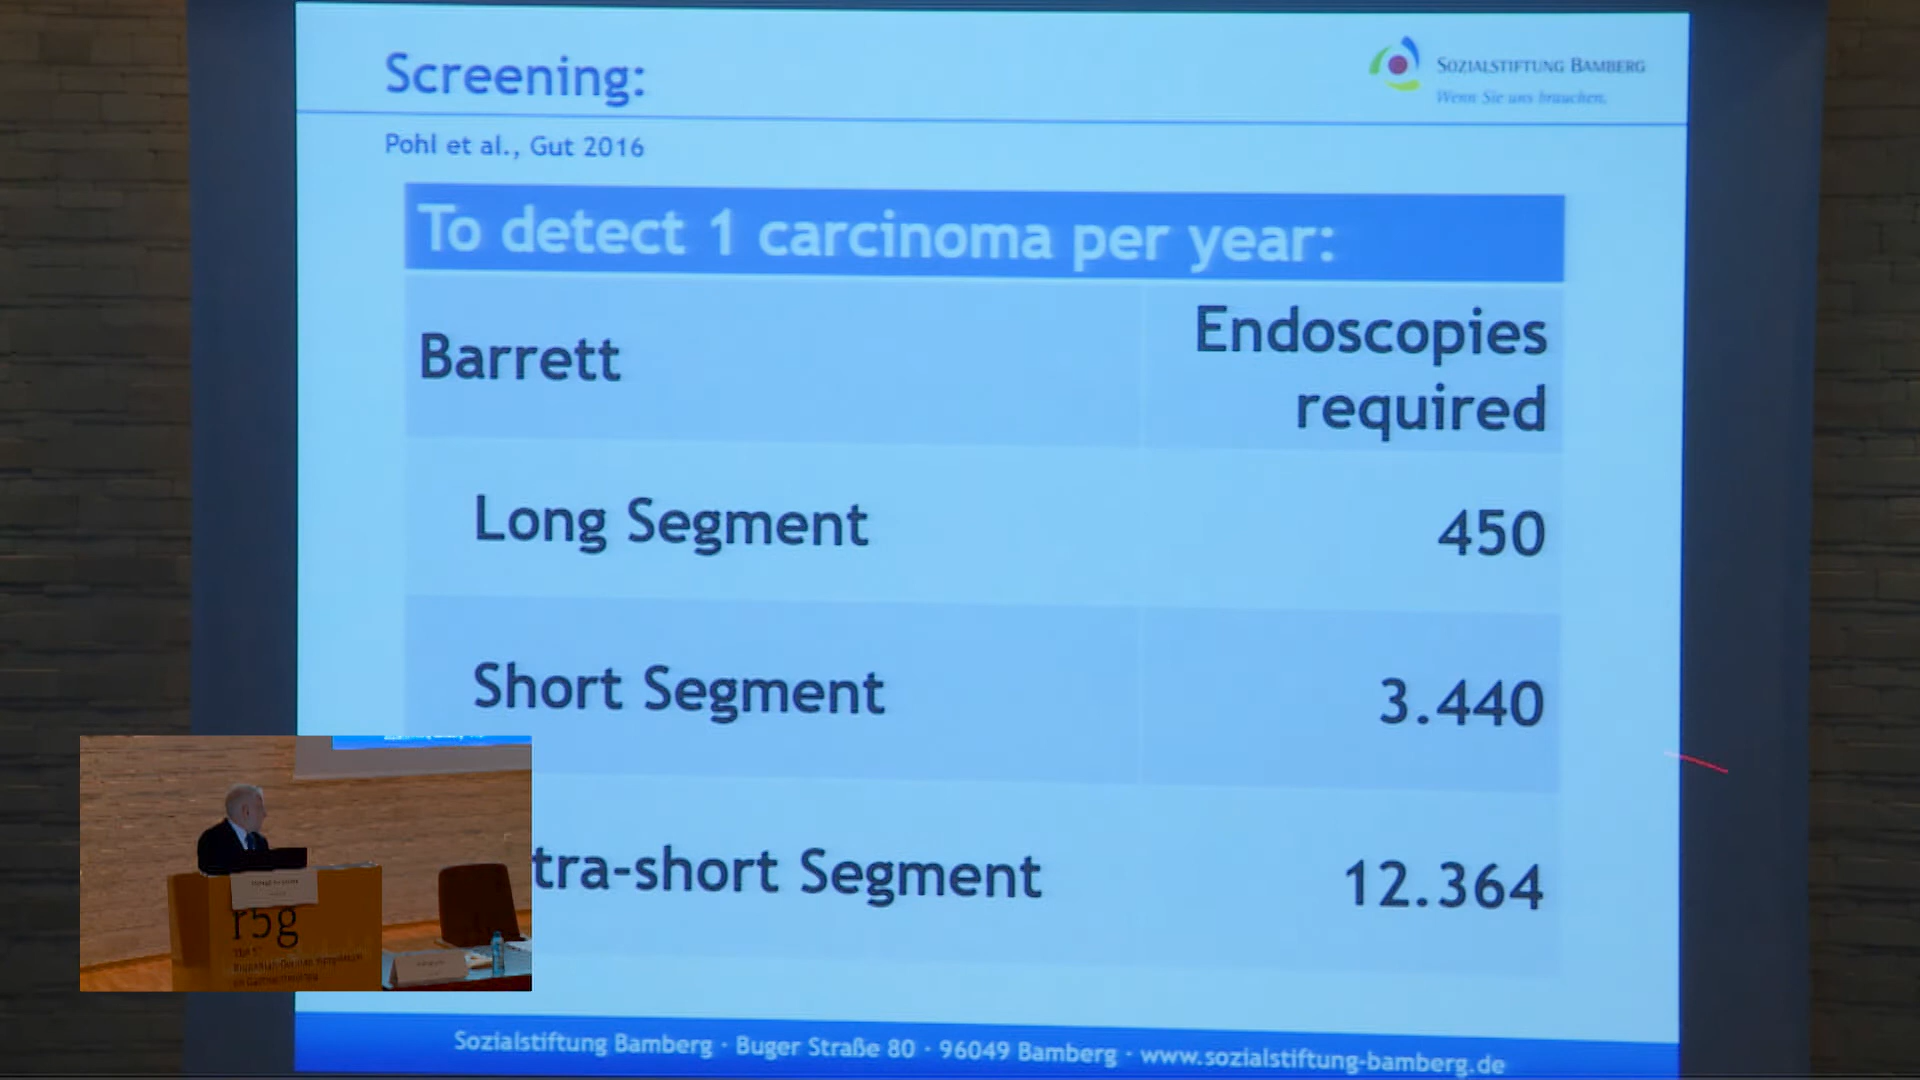 Screening:
SOZIALSTIFTUNG BAMBERG
Wenn Sie uns brauchen.
Pohl et al., Gut 2016
To detect 1 carcinoma per year:
Barrett
Endoscopies
required
Long Segment
450
Short Segment
3.440
tra-short Segment
12.364
r5g
Sozialstiftung Bamberg · Buger Straße 80 · 96049 Bamberg · www.sozialstiftung-bamberg.de